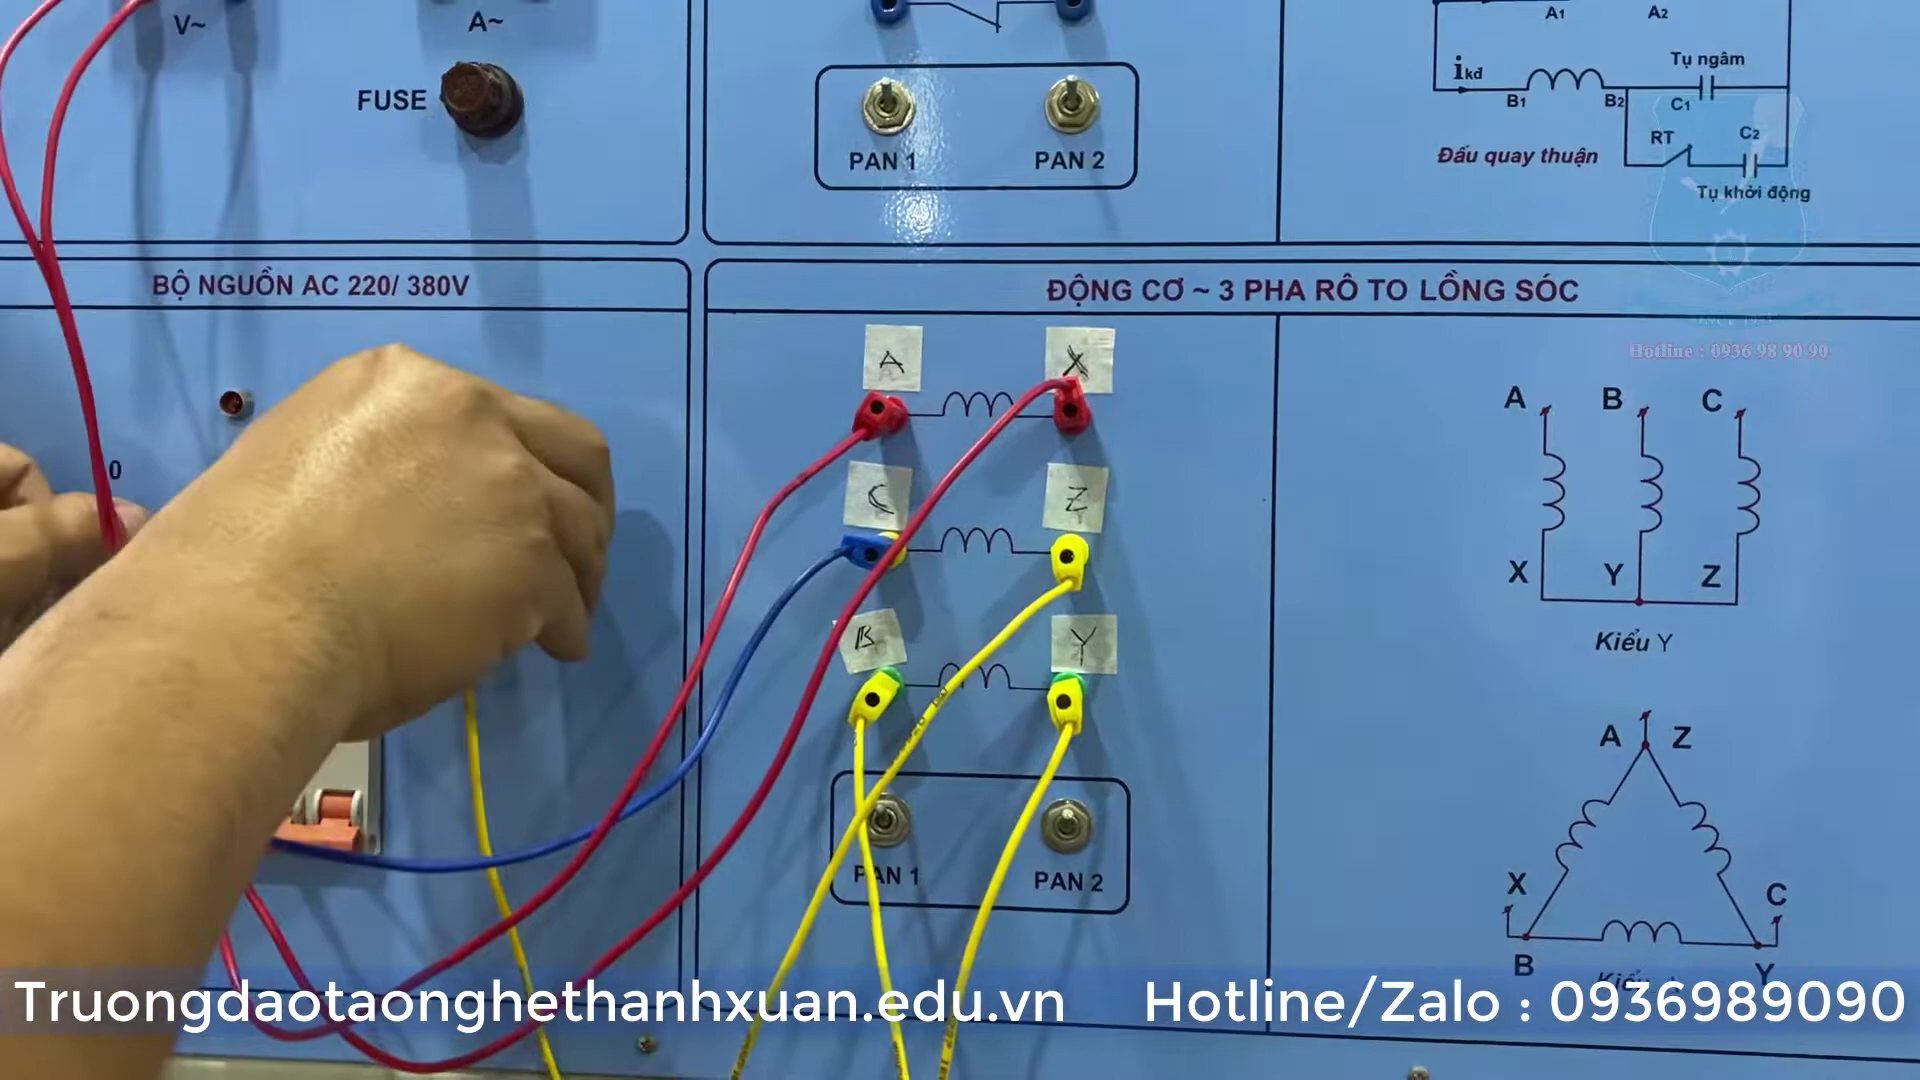 V~
A~
FUSE
PAN 1
PAN 2
A1
A2
Tụ ngâm
ikđ
B1
B2
C1
RT
C2
Đấu quay thuận
Tụ khởi động
BỘ NGUỒN AC 220/ 380V
ĐỘNG CƠ ~ 3 PHA RÔ TO LỒNG SÓC
Hotline : 0936 98 90 90
A
X
0
C
Z
B
Y
PAN 1
PAN 2
A B C
X Y Z
Kiểu Y
A Z
X C
B Y
Truongdaotaonghethanhxuan.edu.vn Hotline/Zalo : 0936989090